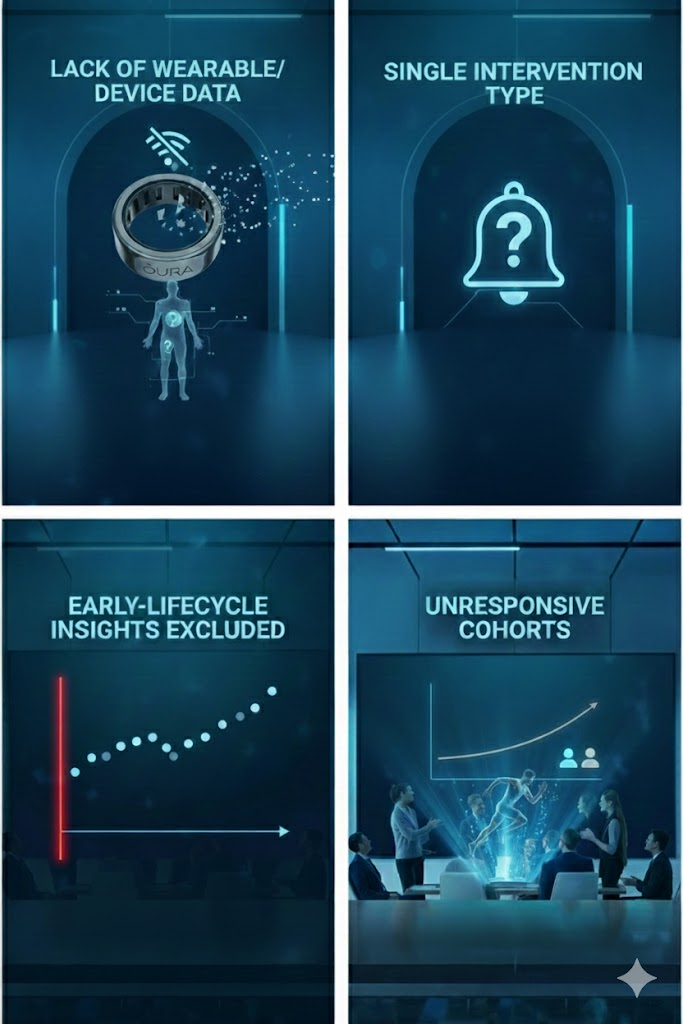 LACK OF WEARABLE/
DEVICE DATA
ŌURA
?
?
SINGLE INTERVENTION
TYPE
?
EARLY-LIFECYCLE
INSIGHTS EXCLUDED
UNRESPONSIVE
COHORTS